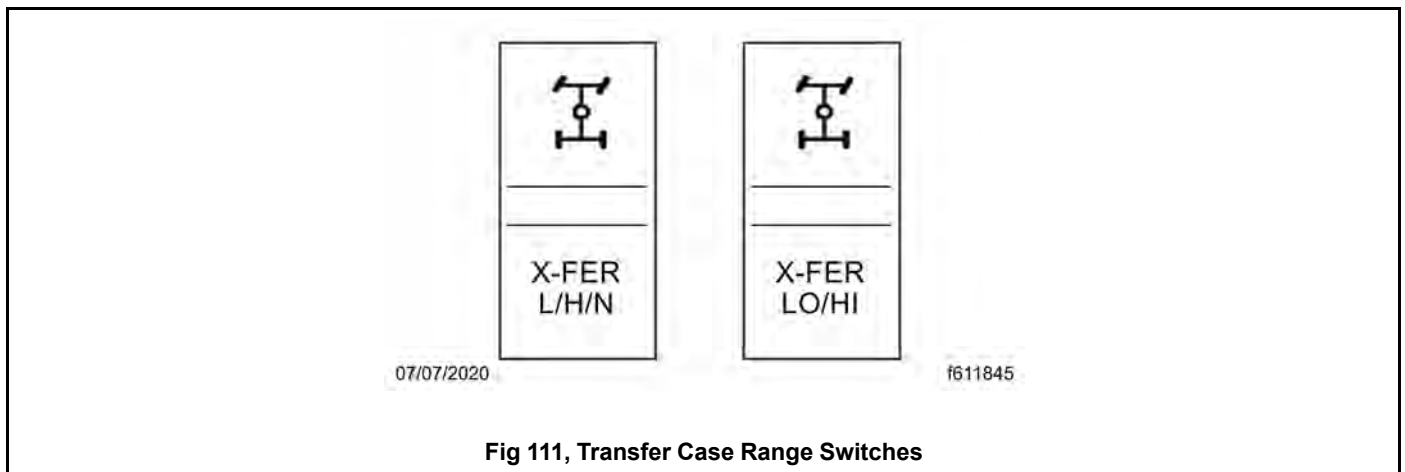 X-FER
L/H/N
X-FER
LO/HI
07/07/2020
f611845
Fig 111, Transfer Case Range Switches